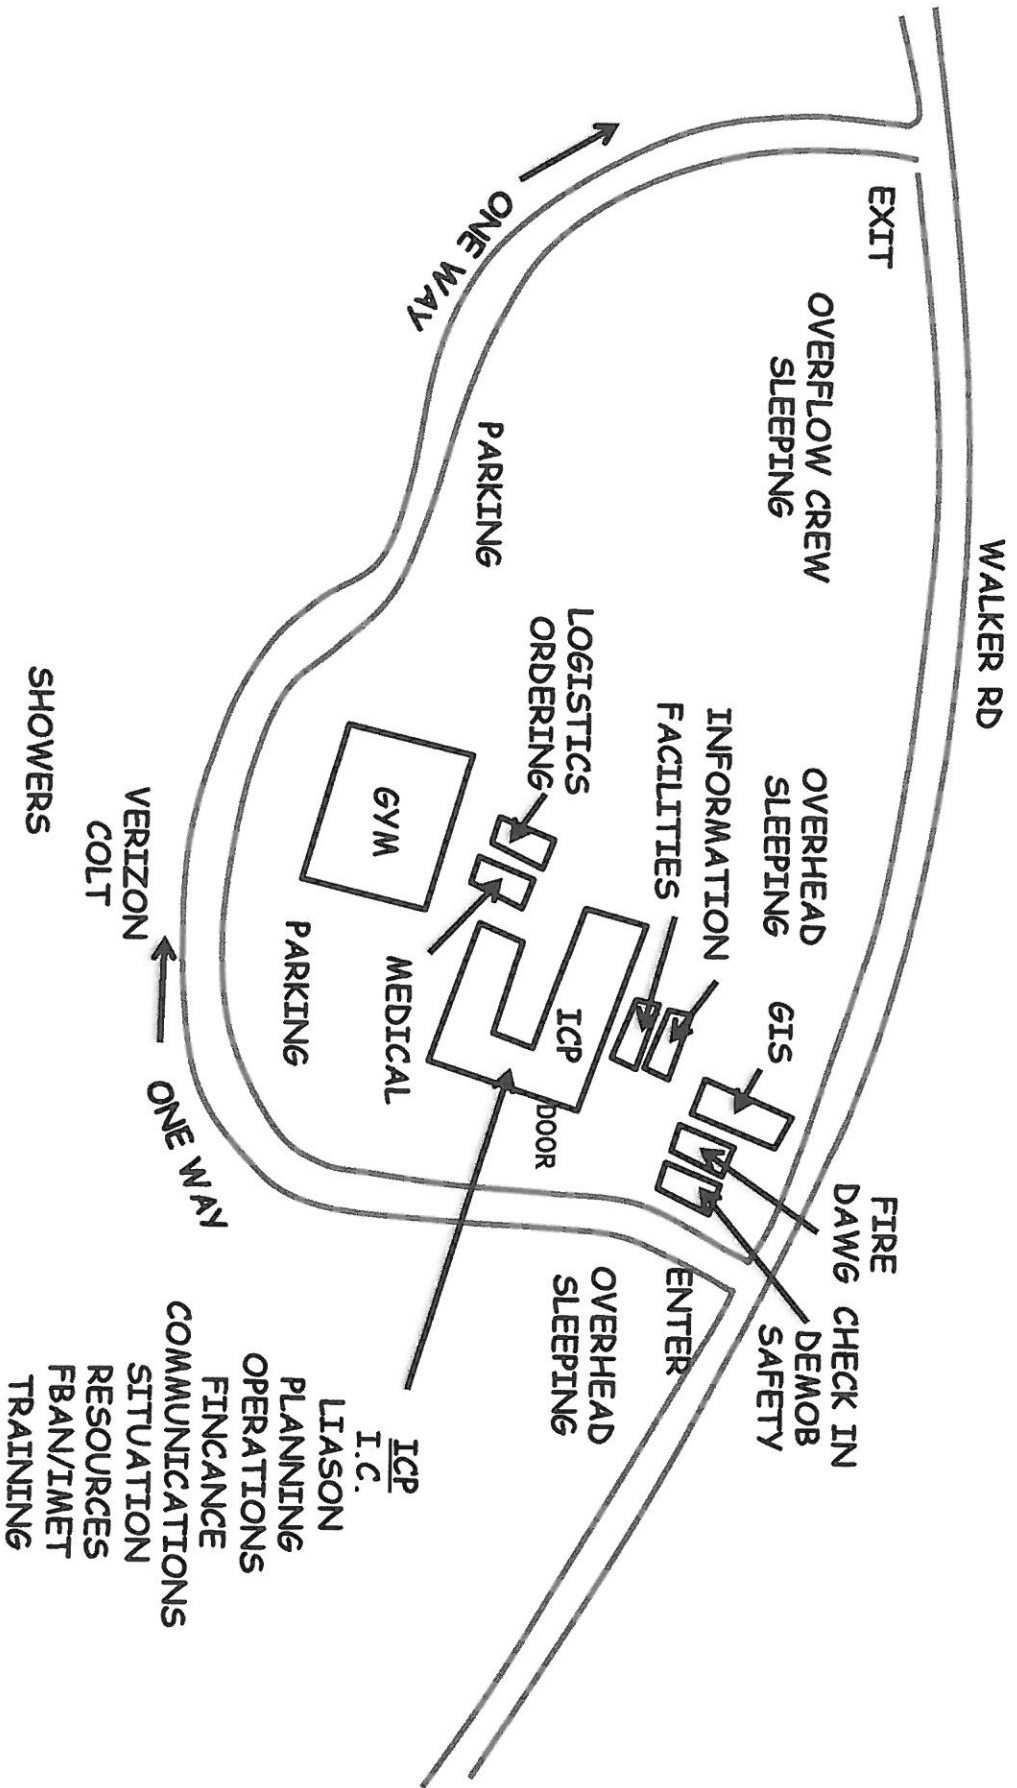 WALKER RD
EXIT
OVERFLOW CREW
SLEEPING
OVERHEAD
SLEEPING
INFORMATION
FACILITIES
GIS
FIRE
DAWG
CHECK IN
DEMOB
SAFETY
ENTER
OVERHEAD
SLEEPING
ONE WAY
PARKING
LOGISTICS
ORDERING
GYM
MEDICAL
ICP
DOOR
PARKING
ONE WAY
SHOWERS
VERIZON
COLT
ICP
I.C.
LIASON
PLANNING
OPERATIONS
FINCANCE
COMMUNICATIONS
SITUATION
RESOURCES
FBAN/IMET
TRAINING